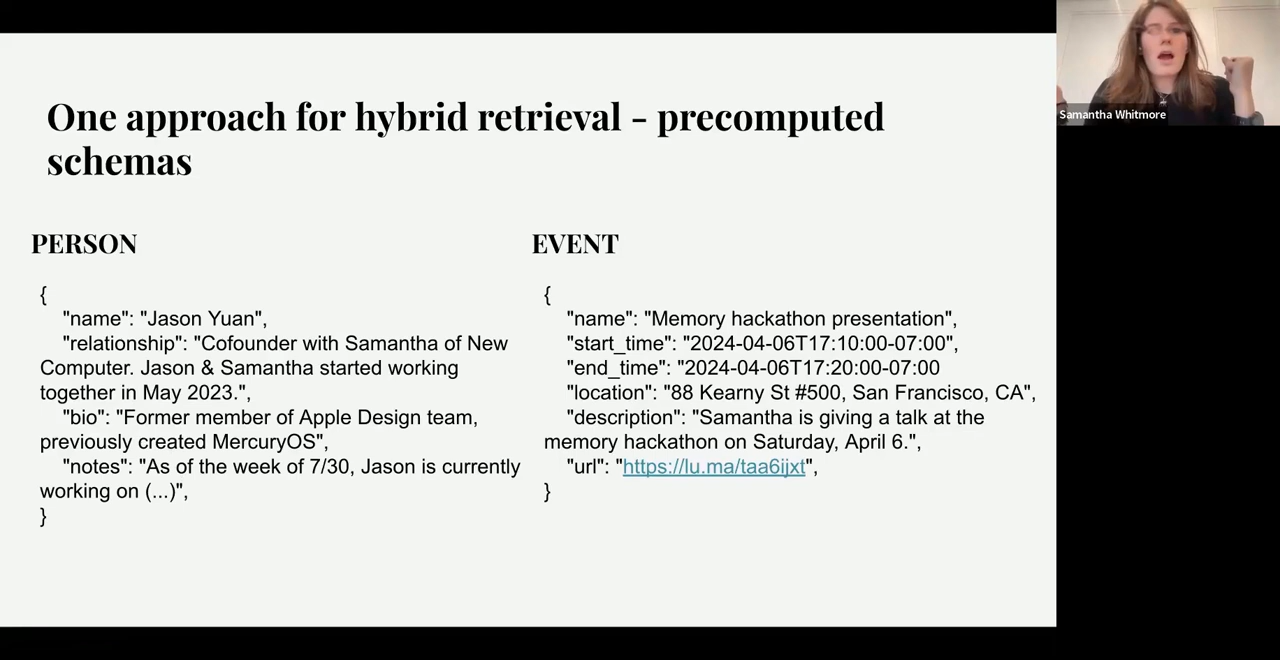 One approach for hybrid retrieval - precomputed
schemas
PERSON
{
"name": "Jason Yuan",
"relationship": "Cofounder with Samantha of New
Computer. Jason & Samantha started working
together in May 2023.",
"bio": "Former member of Apple Design team,
previously created MercuryOS",
"notes": "As of the week of 7/30, Jason is currently
working on (...)",
}
EVENT
{
"name": "Memory hackathon presentation",
"start_time": "2024-04-06T17:10:00-07:00",
"end_time": "2024-04-06T17:20:00-07:00
"location": "88 Kearny St #500, San Francisco, CA",
"description": "Samantha is giving a talk at the
memory hackathon on Saturday, April 6.",
"url": "https://lu.ma/taa6ijxt",
}
Samantha Whitmore